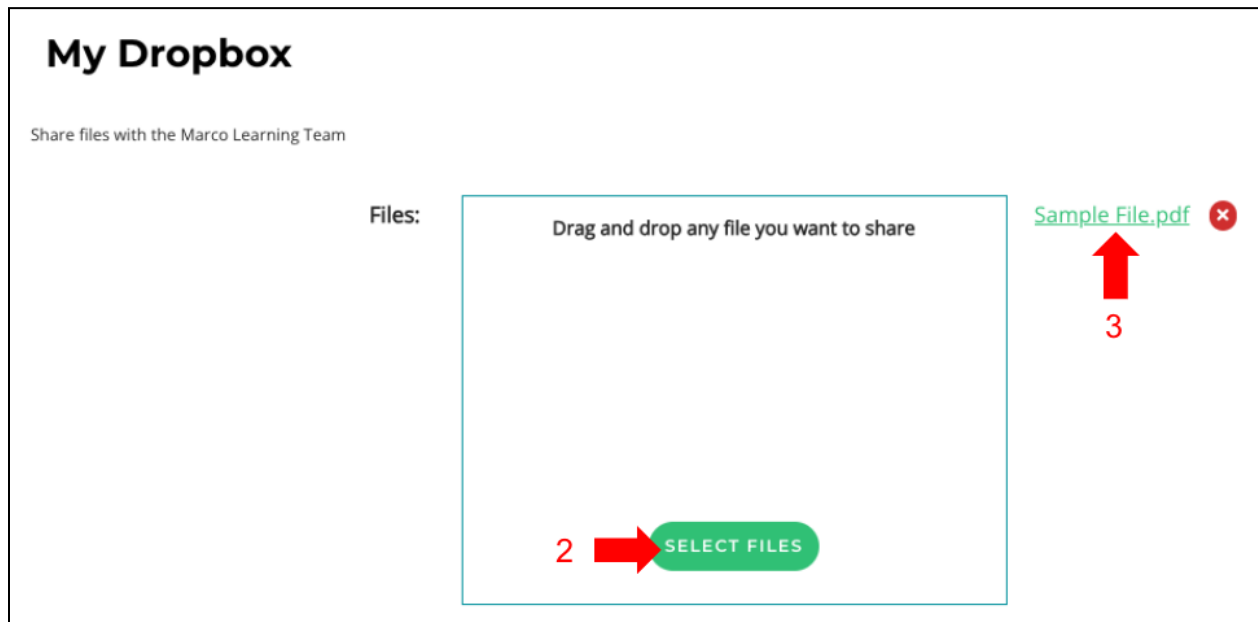 My Dropbox
Share files with the Marco Learning Team
Files:
Drag and drop any file you want to share
Sample File.pdf
3
2
SELECT FILES